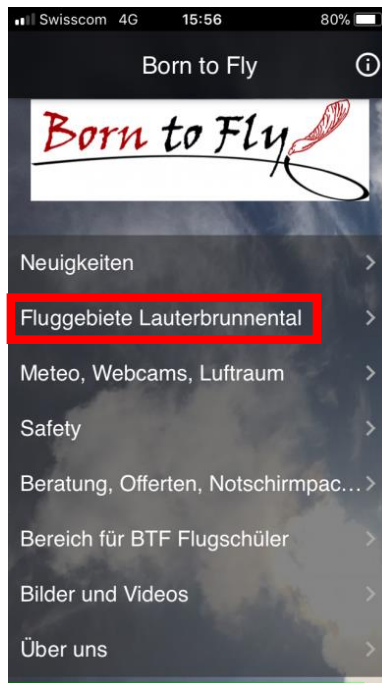 Swisscom 4G 15:56 80%
Born to Fly
Born to Fly
Neuigkeiten
Fluggebiete Lauterbrunnental
Meteo, Webcams, Luftraum
Safety
Beratung, Offerten, Notschirmpac...
Bereich für BTF Flugschüler
Bilder und Videos
Über uns